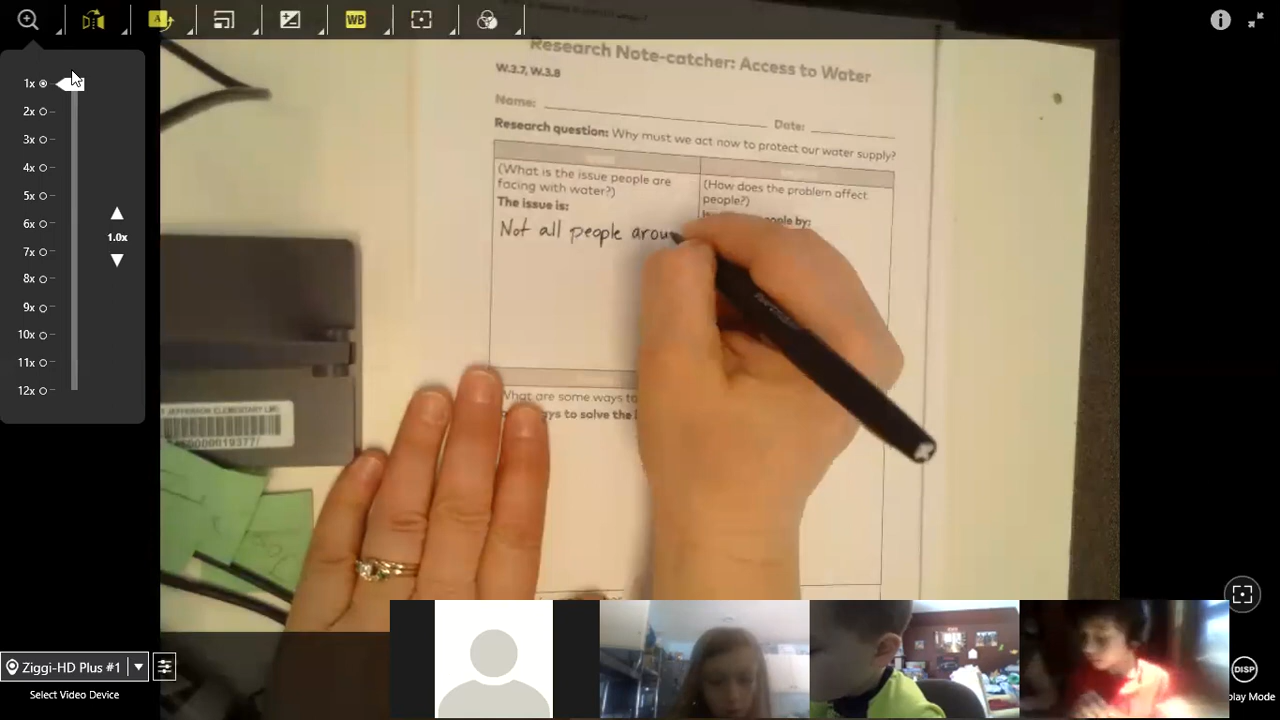 WB
1x
2x
3x
4x
5x
6x
7x
8x
9x
10x
11x
12x
1.0x
Research Note-catcher: Access to Water
W.3.7, W.3.8
Name:
Date:
Research question: Why must we act now to protect our water supply?
(What is the issue people are
facing with water?)
The issue is:
Not all people arou
(How does the problem affect
people?)
people by:
What are some ways to
ways to solve the
JEFFERSON ELEMENTARY LMC
Ziggi-HD Plus #1
Select Video Device
DISP
play Mode